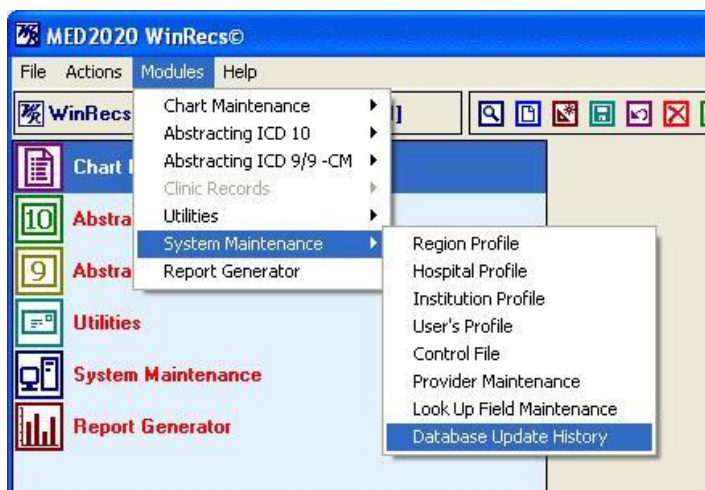 MED2020 WinRecs©
File Actions Modules Help
WinRecs
Chart Maintenance
Abstracting ICD 10
Abstracting ICD 9/9 -CM
Clinic Records
Utilities
System Maintenance
Report Generator
Region Profile
Hospital Profile
Institution Profile
User's Profile
Control File
Provider Maintenance
Look Up Field Maintenance
Database Update History
Chart
10 Abstra
9 Abstra
Utilities
System Maintenance
Report Generator